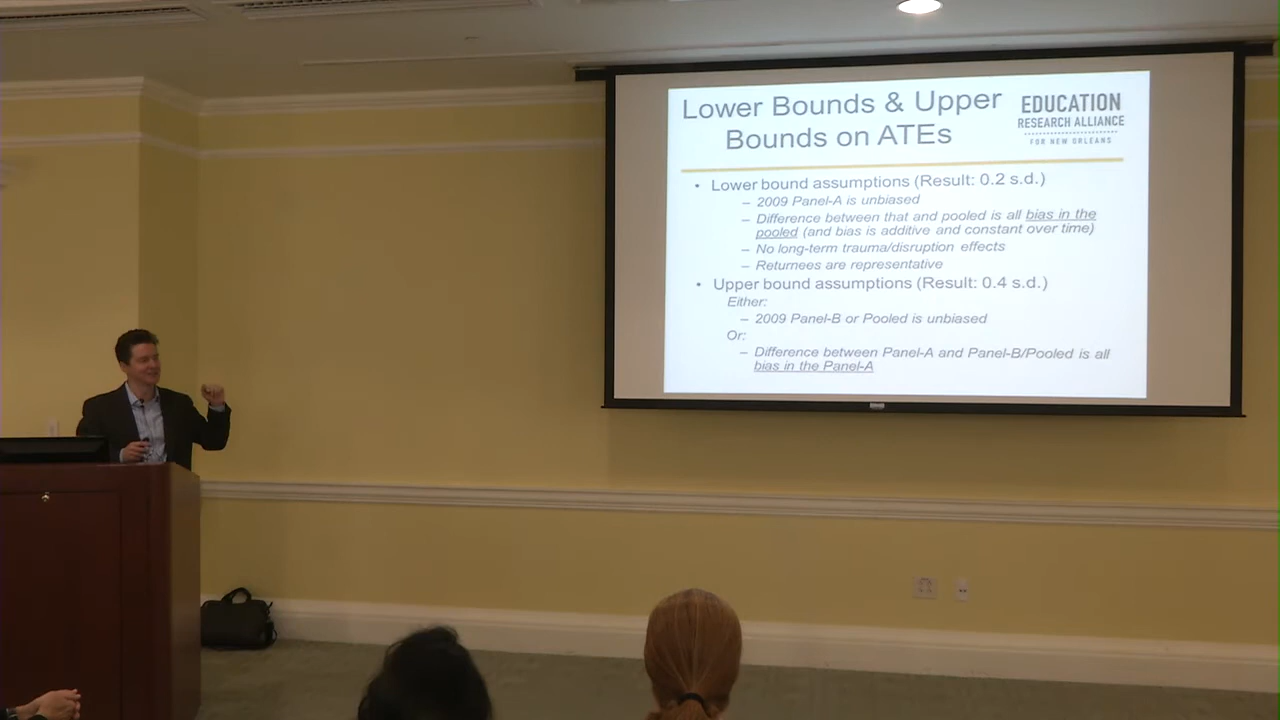 Lower Bounds & Upper
Bounds on ATEs
EDUCATION
RESEARCH ALLIANCE
FOR NEW ORLEANS
• Lower bound assumptions (Result: 0.2 s.d.)
– 2009 Panel-A is unbiased
– Difference between that and pooled is all bias in the
pooled (and bias is additive and constant over time)
– No long-term trauma/disruption effects
– Returnees are representative
• Upper bound assumptions (Result: 0.4 s.d.)
Either:
– 2009 Panel-B or Pooled is unbiased
Or:
– Difference between Panel-A and Panel-B/Pooled is all
bias in the Panel-A